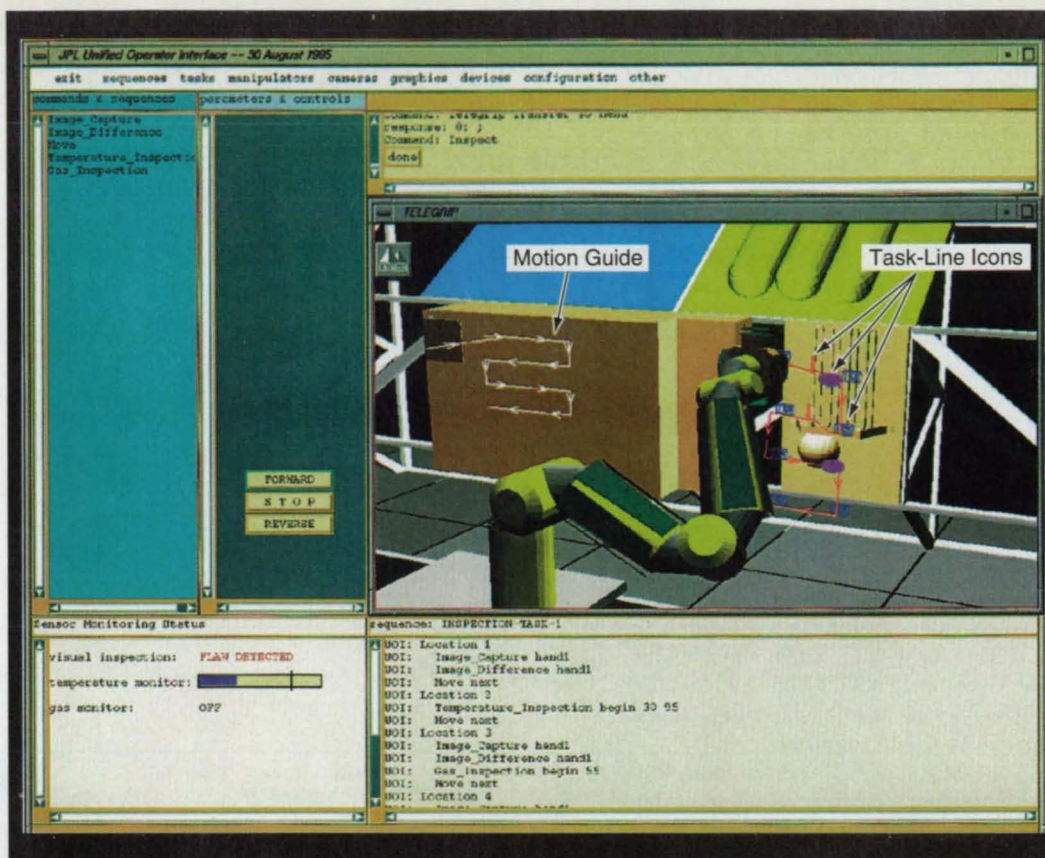 JPL Unified Operator Interface -- 30 August 1995
exit sequences tasks manipulators cameras graphics devices configuration other
commands & sequences
parameters & controls
Image_Capture
Image_Difference
Move
Temperature_Inspectio
Gas_Inspection
Command: Telegrip Transfer
response: 0: ;
Command: Inspect
done
TELEGRIP
Motion Guide
Task-Line Icons
FORWARD
S T O P
REVERSE
Sensor Monitoring Status
visual inspection: FLAW DETECTED
temperature monitor:
gas monitor: OFF
sequence: INSPECTION-TASK-1
UOI: Location 1
UOI: Image_Capture hand1
UOI: Image_Difference hand1
UOI: Move next
UOI: Location 2
UOI: Temperature_Inspection begin 30 95
UOI: Move next
UOI: Location 3
UOI: Image_Capture hand1
UOI: Image_Difference hand1
UOI: Gas_Inspection begin 55
UOI: Move next
UOI: Location 4